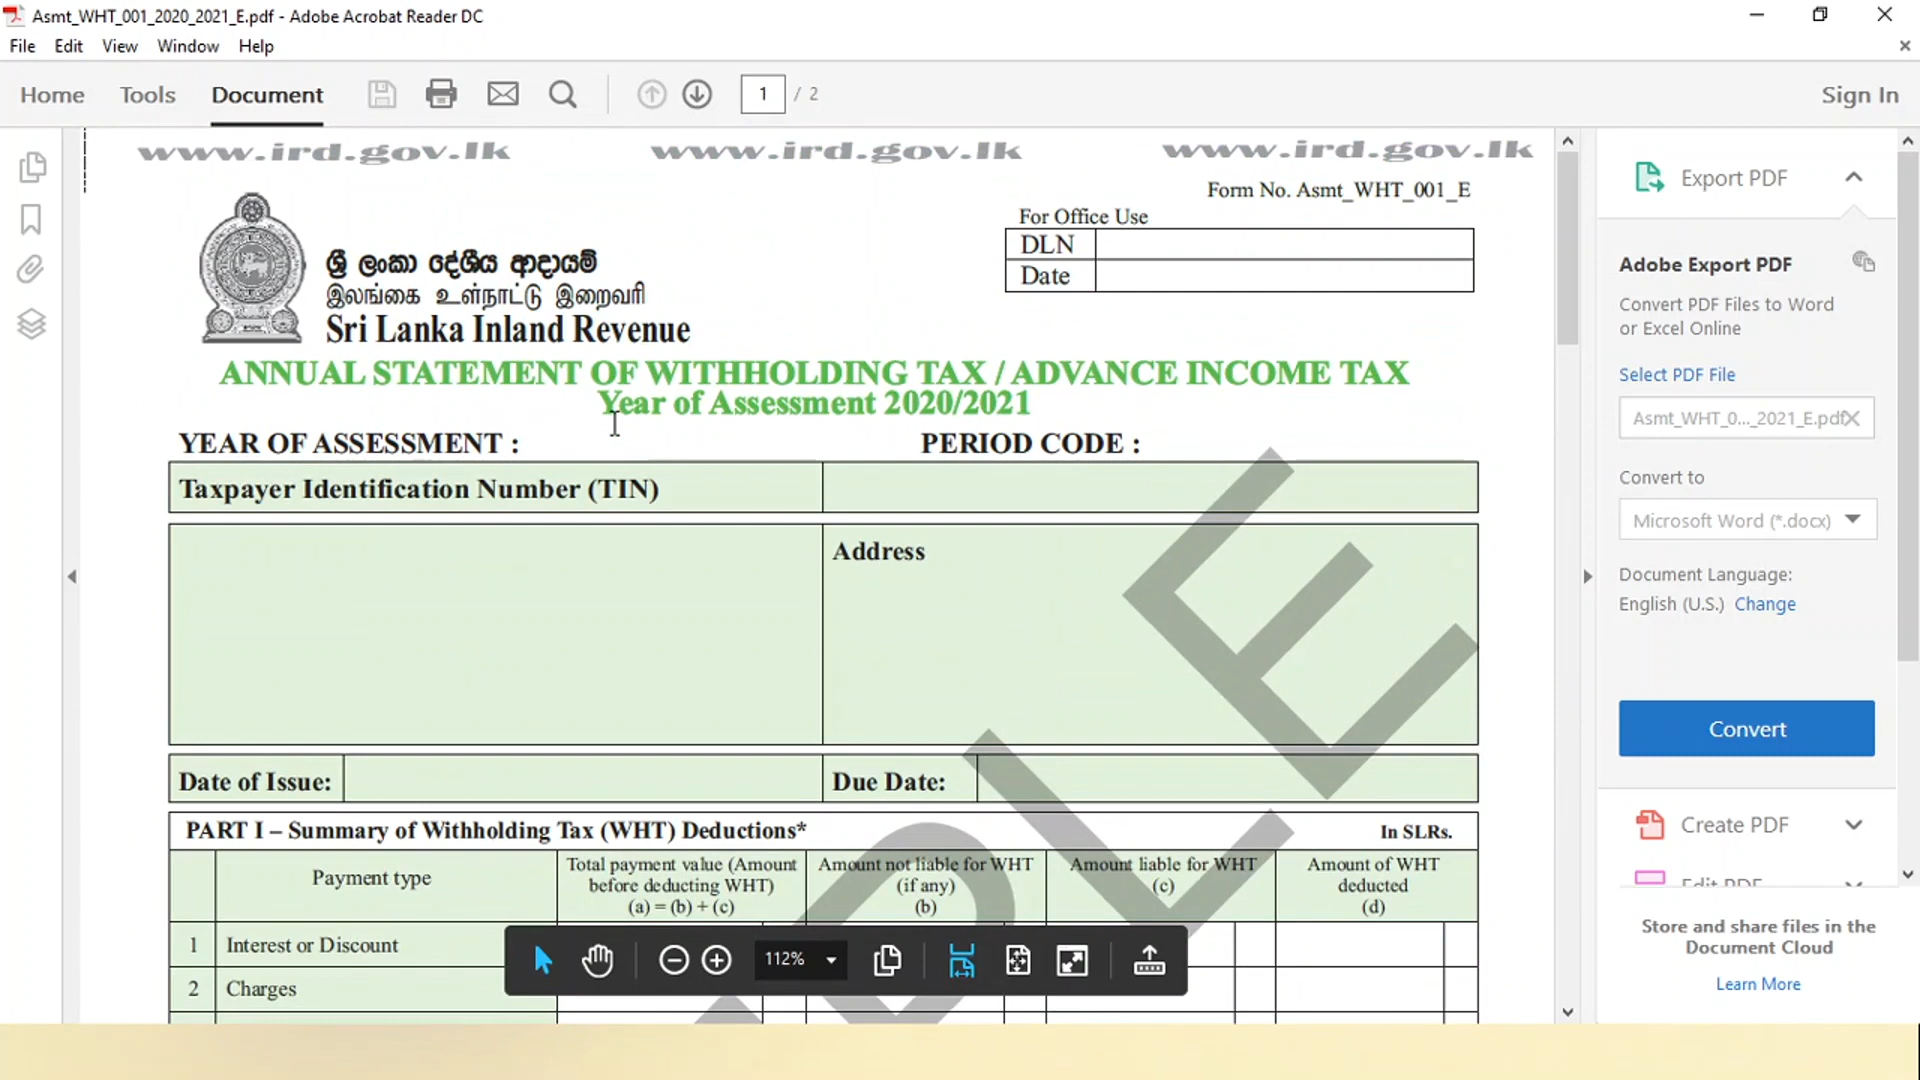 Asmt_WHT_001_2020_2021_E.pdf - Adobe Acrobat Reader DC
File Edit View Window Help
Home Tools Document 1 / 2 Sign In
www.ird.gov.lk www.ird.gov.lk www.ird.gov.lk
Form No. Asmt_WHT_001_E
For Office Use
DLN
Date
ශ්‍රී ලංකා දේශීය ආදායම්
இலங்கை உள்நாட்டு இறைவரி
Sri Lanka Inland Revenue
ANNUAL STATEMENT OF WITHHOLDING TAX / ADVANCE INCOME TAX
Year of Assessment 2020/2021
YEAR OF ASSESSMENT : PERIOD CODE :
Taxpayer Identification Number (TIN)
Address
Date of Issue: Due Date:
PART I – Summary of Withholding Tax (WHT) Deductions* In SLRs.
Payment type
Total payment value (Amount
before deducting WHT)
(a) = (b) + (c)
Amount not liable for WHT
(if any)
(b)
Amount liable for WHT
(c)
Amount of WHT
deducted
(d)
1 Interest or Discount
2 Charges
112%
Export PDF
Adobe Export PDF
Convert PDF Files to Word
or Excel Online
Select PDF File
Asmt_WHT_0..._2021_E.pdf
Convert to
Microsoft Word (*.docx)
Document Language:
English (U.S.) Change
Convert
Create PDF
Edit PDF
Store and share files in the
Document Cloud
Learn More